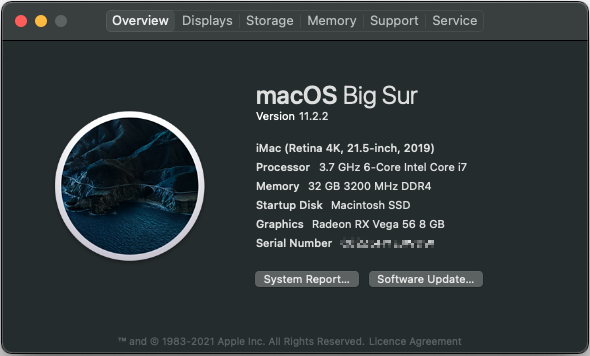 Overview Displays Storage Memory Support Service
macOS Big Sur
Version 11.2.2
iMac (Retina 4K, 21.5-inch, 2019)
Processor 3.7 GHz 6-Core Intel Core i7
Memory 32 GB 3200 MHz DDR4
Startup Disk Macintosh SSD
Graphics Radeon RX Vega 56 8 GB
Serial Number
System Report... Software Update...
™ and © 1983-2021 Apple Inc. All Rights Reserved. Licence Agreement